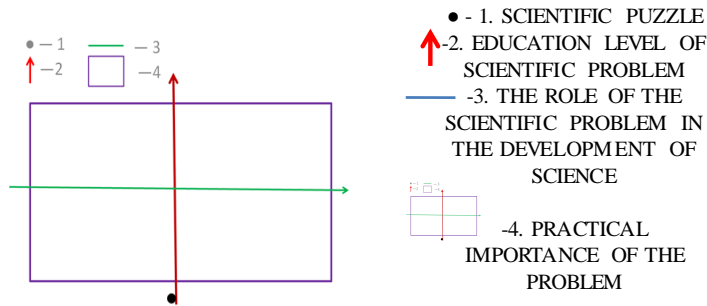 ● — 1 — 3
— 2 — 4
● - 1. SCIENTIFIC PUZZLE
-2. EDUCATION LEVEL OF
SCIENTIFIC PROBLEM
-3. THE ROLE OF THE
SCIENTIFIC PROBLEM IN
THE DEVELOPMENT OF
SCIENCE
-4. PRACTICAL
IMPORTANCE OF THE
PROBLEM